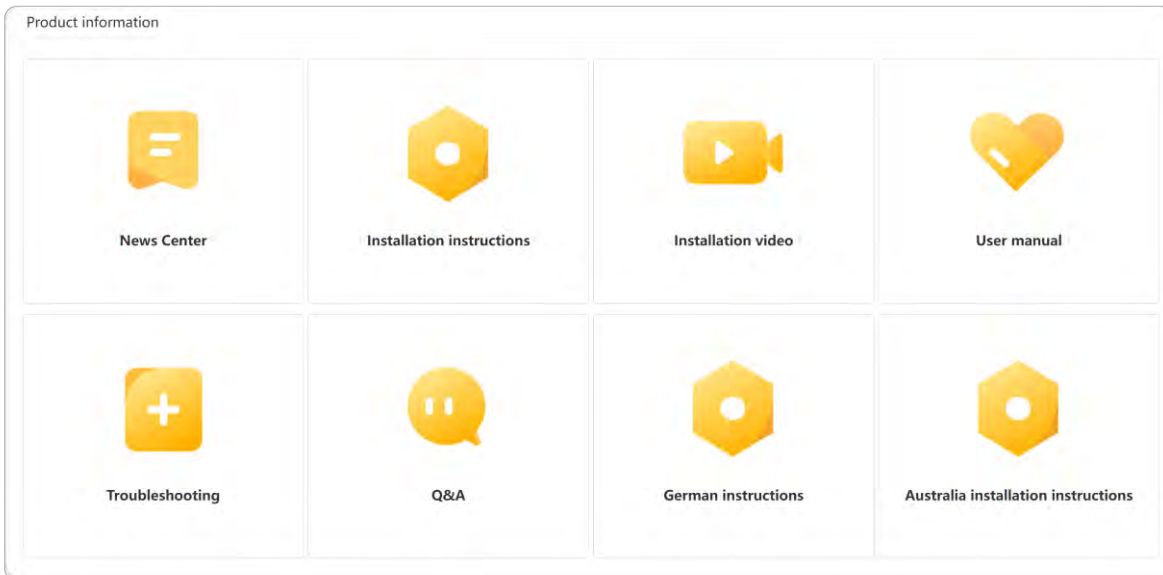 Product information
News Center
Installation instructions
Installation video
User manual
Troubleshooting
Q&A
German instructions
Australia installation instructions